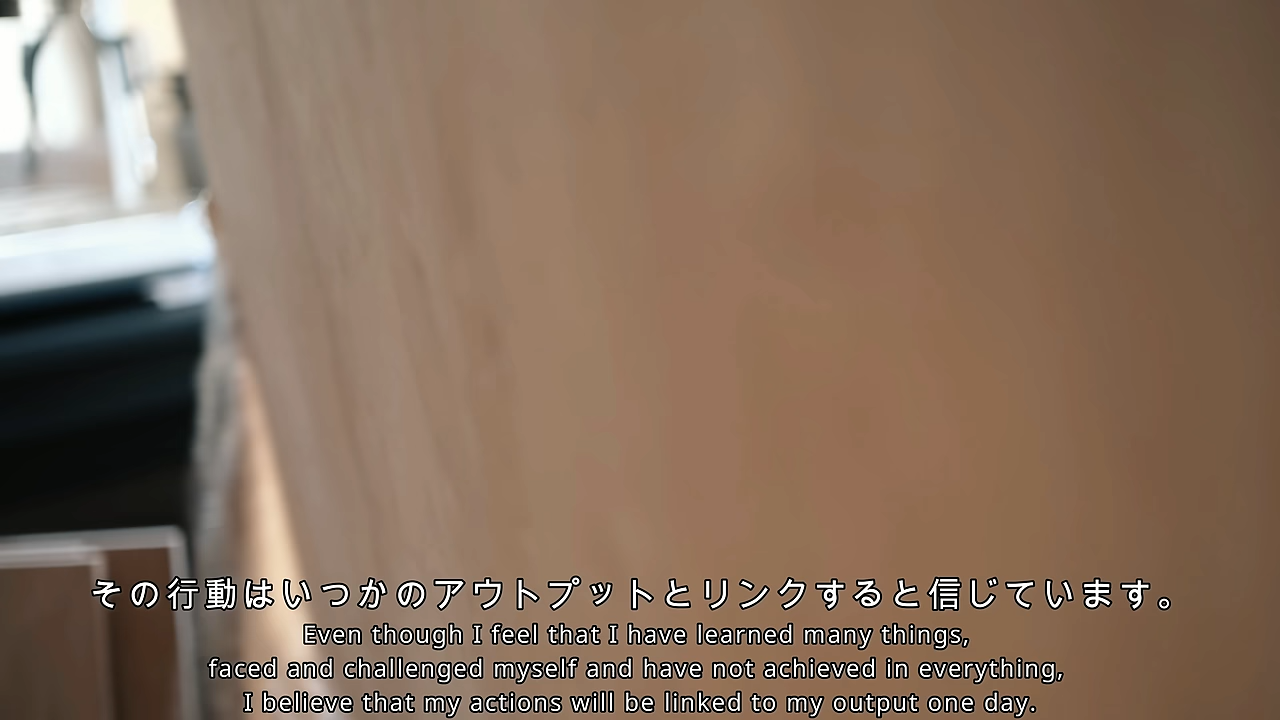 その行動はいつかのアウトプットとリンクすると信じています。
Even though I feel that I have learned many things,
faced and challenged myself and have not achieved in everything,
I believe that my actions will be linked to my output one day.